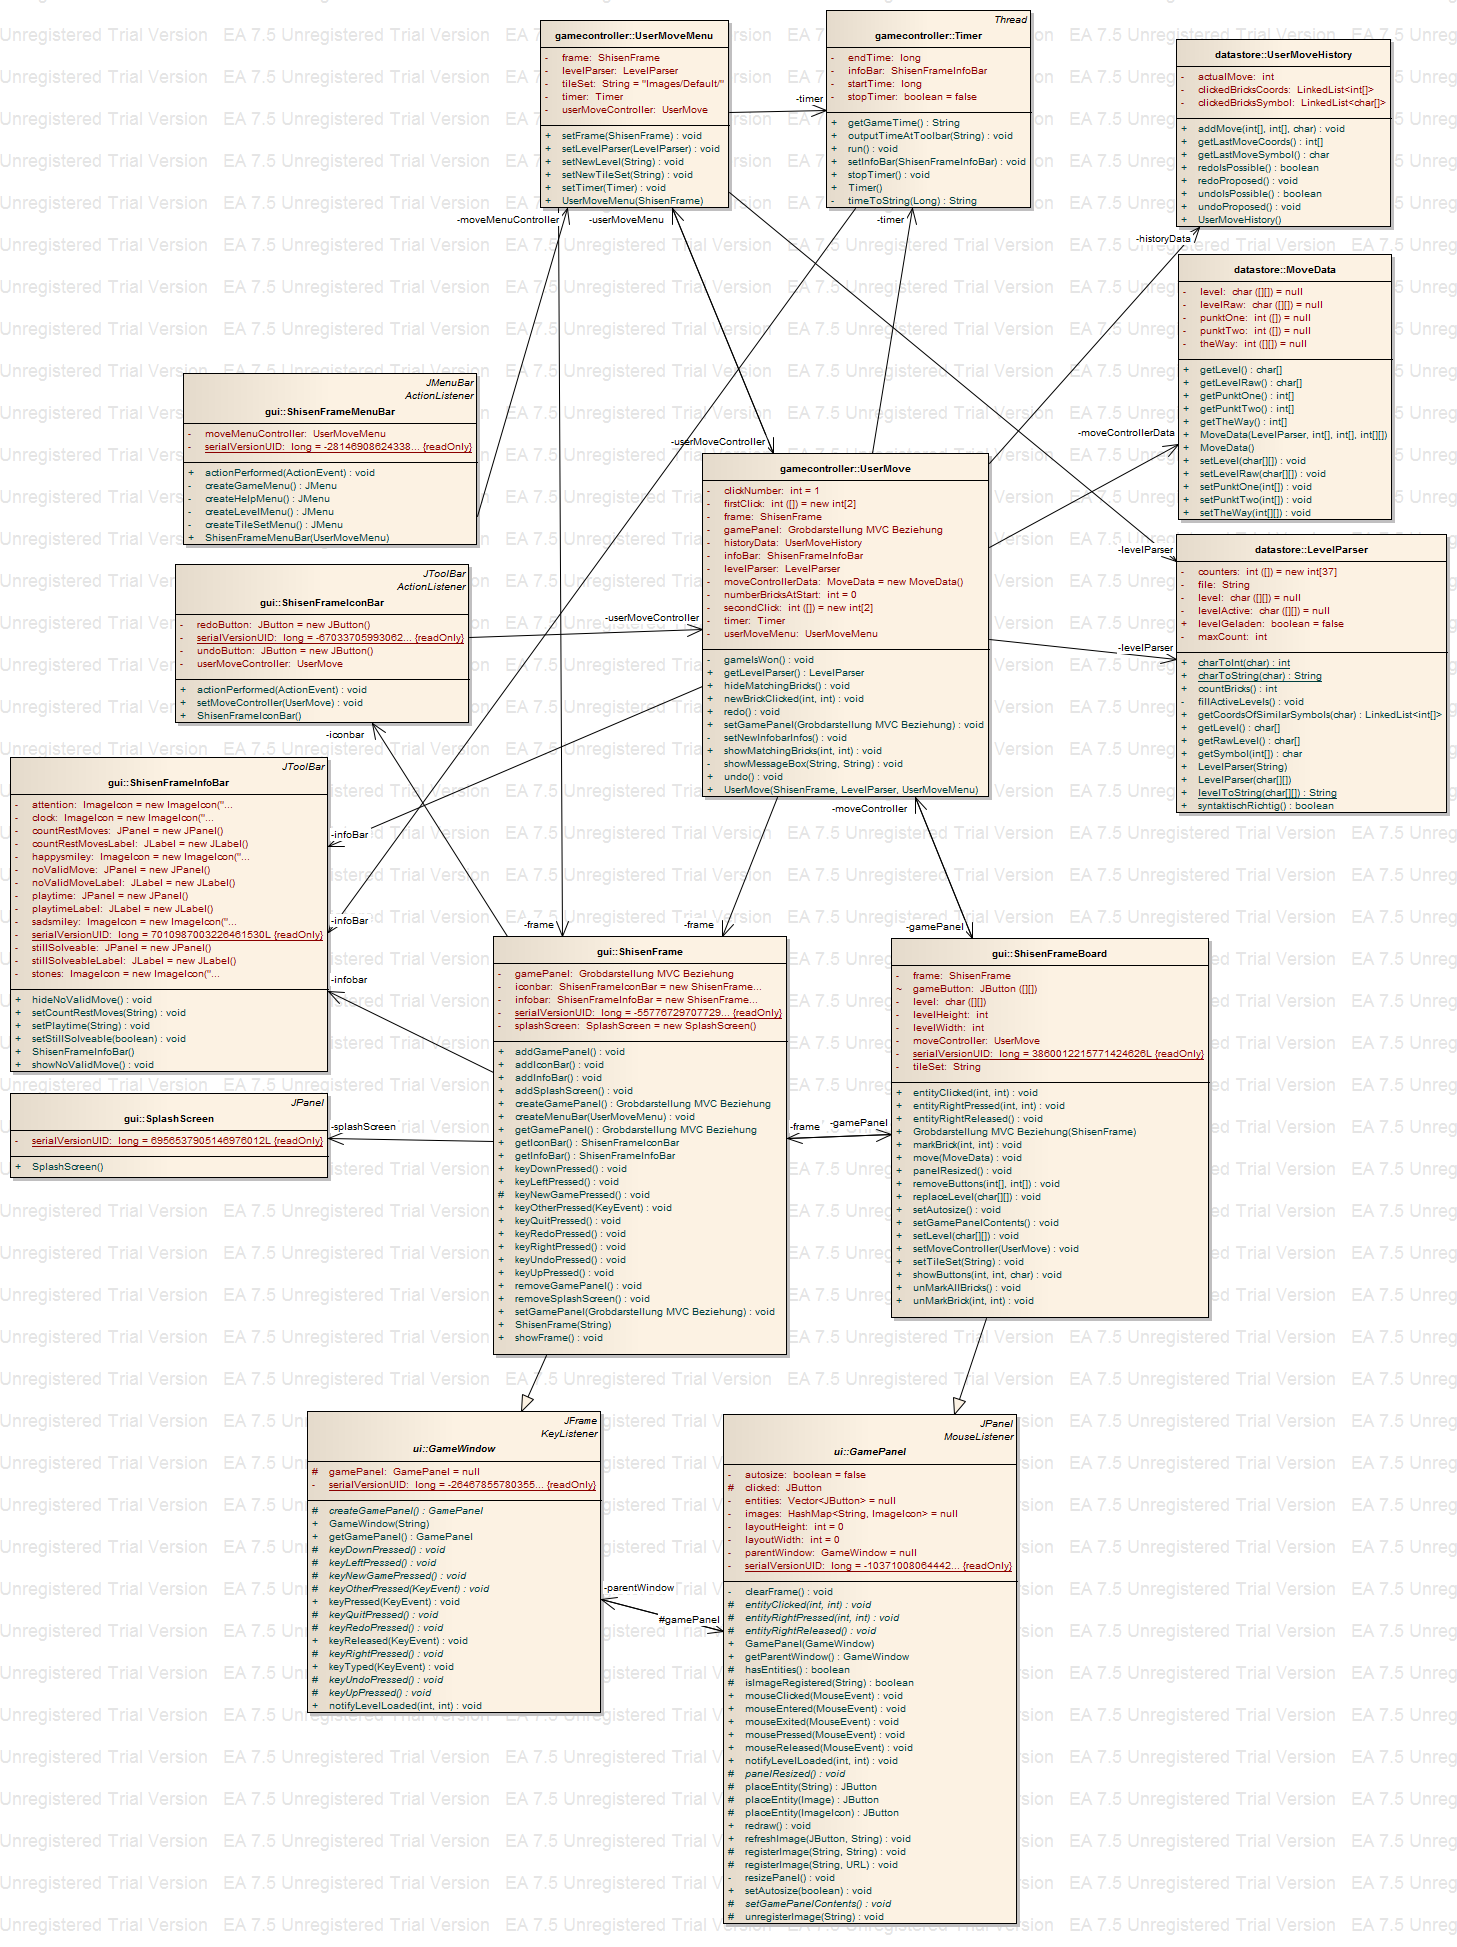 gamecontroller::UserMoveMenu
- frame: ShisenFrame
- levelParser: LevelParser
- tileSet: String = "Images/Default/"
- timer: Timer
- userMoveController: UserMove
+ setFrame(ShisenFrame) : void
+ setLevelParser(LevelParser) : void
+ setNewLevel(String) : void
+ setNewTileSet(String) : void
+ setTimer(Timer) : void
+ UserMoveMenu(ShisenFrame)
Thread
gamecontroller::Timer
- endTime: long
- infoBar: ShisenFrameInfoBar
- startTime: long
- stopTimer: boolean = false
+ getGameTime() : String
+ outputTimeAtToolbar(String) : void
+ run() : void
+ setInfoBar(ShisenFrameInfoBar) : void
+ stopTimer() : void
+ Timer()
- timeToString(Long) : String
datastore::UserMoveHistory
- actualMove: int
- clickedBricksCoords: LinkedList<int[]>
- clickedBricksSymbol: LinkedList<char[]>
+ addMove(int[], int[], char) : void
+ getLastMoveCoords() : int[]
+ getLastMoveSymbol() : char
+ redoIsPossible() : boolean
+ redoProposed() : void
+ undoIsPossible() : boolean
+ undoProposed() : void
+ UserMoveHistory()
-timer
-moveMenuController
-userMoveMenu
-timer
-historyData
datastore::MoveData
- level: char ([][]) = null
- levelRaw: char ([][]) = null
- punktOne: int ([]) = null
- punktTwo: int ([]) = null
- theWay: int ([][]) = null
+ getLevel() : char[]
+ getLevelRaw() : char[]
+ getPunktOne() : int[]
+ getPunktTwo() : int[]
+ getTheWay() : int[]
+ MoveData(LevelParser, int[], int[], int[][])
+ MoveData()
+ setLevel(char[][]) : void
+ setLevelRaw(char[][]) : void
+ setPunktOne(int[]) : void
+ setPunktTwo(int[]) : void
+ setTheWay(int[][]) : void
JMenuBar
ActionListener
gui::ShisenFrameMenuBar
- moveMenuController: UserMoveMenu
- serialVersionUID: long = -28146908624338... {readOnly}
+ actionPerformed(ActionEvent) : void
+ createGameMenu() : JMenu
+ createHelpMenu() : JMenu
+ createLevelMenu() : JMenu
+ createTileSetMenu() : JMenu
+ ShisenFrameMenuBar(UserMoveMenu)
-userMoveController
-moveControllerData
gamecontroller::UserMove
- clickNumber: int = 1
- firstClick: int ([]) = new int[2]
- frame: ShisenFrame
- gamePanel: Grobdarstellung MVC Beziehung
- historyData: UserMoveHistory
- infoBar: ShisenFrameInfoBar
- levelParser: LevelParser
- moveControllerData: MoveData = new MoveData()
- numberBricksAtStart: int = 0
- secondClick: int ([]) = new int[2]
- timer: Timer
- userMoveMenu: UserMoveMenu
- gameIsWon() : void
+ getLevelParser() : LevelParser
+ hideMatchingBricks() : void
+ newBrickClicked(int, int) : void
+ redo() : void
+ setGamePanel(Grobdarstellung MVC Beziehung) : void
- setNewInfobarInfos() : void
+ showMatchingBricks(int, int) : void
- showMessageBox(String, String) : void
+ undo() : void
+ UserMove(ShisenFrame, LevelParser, UserMoveMenu)
-levelParser
-levelParser
datastore::LevelParser
- counters: int ([]) = new int[37]
- file: String
- level: char ([][]) = null
- levelActive: char ([][]) = null
+ levelGeladen: boolean = false
- maxCount: int
+ charToInt(char) : int
+ charToString(char) : String
+ countBricks() : int
- fillActiveLevels() : void
+ getCoordsOfSimilarSymbols(char) : LinkedList<int[]>
+ getLevel() : char[]
+ getRawLevel() : char[]
+ getSymbol(int[]) : char
+ LevelParser(String)
+ LevelParser(char[][])
+ levelToString(char[][]) : String
+ syntaktischRichtig() : boolean
JToolBar
ActionListener
gui::ShisenFrameIconBar
- redoButton: JButton = new JButton()
- serialVersionUID: long = -67033705993062... {readOnly}
- undoButton: JButton = new JButton()
- userMoveController: UserMove
+ actionPerformed(ActionEvent) : void
+ setMoveController(UserMove) : void
+ ShisenFrameIconBar()
-userMoveController
-iconbar
JToolBar
gui::ShisenFrameInfoBar
- attention: ImageIcon = new ImageIcon("...
- clock: ImageIcon = new ImageIcon("...
- countRestMoves: JPanel = new JPanel()
- countRestMovesLabel: JLabel = new JLabel()
- happysmiley: ImageIcon = new ImageIcon("...
- noValidMove: JPanel = new JPanel()
- noValidMoveLabel: JLabel = new JLabel()
- playtime: JPanel = new JPanel()
- playtimeLabel: JLabel = new JLabel()
- sadsmiley: ImageIcon = new ImageIcon("...
- serialVersionUID: long = 7010987003226461530L {readOnly}
- stillSolveable: JPanel = new JPanel()
- stillSolveableLabel: JLabel = new JLabel()
- stones: ImageIcon = new ImageIcon("...
+ hideNoValidMove() : void
+ setCountRestMoves(String) : void
+ setPlaytime(String) : void
+ setStillSolveable(boolean) : void
+ ShisenFrameInfoBar()
+ showNoValidMove() : void
-infoBar
-infoBar
-infobar
-moveController
-frame
-frame
-gamePanel
JPanel
gui::SplashScreen
- serialVersionUID: long = 6956537905146976012L {readOnly}
+ SplashScreen()
-splashScreen
gui::ShisenFrame
- gamePanel: Grobdarstellung MVC Beziehung
- iconbar: ShisenFrameIconBar = new ShisenFrame...
- infobar: ShisenFrameInfoBar = new ShisenFrame...
- serialVersionUID: long = -55776729707729... {readOnly}
- splashScreen: SplashScreen = new SplashScreen()
+ addGamePanel() : void
+ addIconBar() : void
+ addInfoBar() : void
+ addSplashScreen() : void
+ createGamePanel() : Grobdarstellung MVC Beziehung
+ createMenuBar(UserMoveMenu) : void
+ getGamePanel() : Grobdarstellung MVC Beziehung
+ getIconBar() : ShisenFrameIconBar
+ getInfoBar() : ShisenFrameInfoBar
+ keyDownPressed() : void
+ keyLeftPressed() : void
# keyNewGamePressed() : void
+ keyOtherPressed(KeyEvent) : void
+ keyQuitPressed() : void
+ keyRedoPressed() : void
+ keyRightPressed() : void
+ keyUndoPressed() : void
+ keyUpPressed() : void
+ removeGamePanel() : void
+ removeSplashScreen() : void
+ setGamePanel(Grobdarstellung MVC Beziehung) : void
+ ShisenFrame(String)
+ showFrame() : void
-frame
-gamePanel
gui::ShisenFrameBoard
- frame: ShisenFrame
~ gameButton: JButton ([][])
- level: char ([][])
- levelHeight: int
- levelWidth: int
- moveController: UserMove
- serialVersionUID: long = 3860012215771424626L {readOnly}
- tileSet: String
+ entityClicked(int, int) : void
+ entityRightPressed(int, int) : void
+ entityRightReleased() : void
+ Grobdarstellung MVC Beziehung(ShisenFrame)
+ markBrick(int, int) : void
+ move(MoveData) : void
+ panelResized() : void
+ removeButtons(int[], int[]) : void
+ replaceLevel(char[][]) : void
+ setAutosize() : void
+ setGamePanelContents() : void
+ setLevel(char[][]) : void
+ setMoveController(UserMove) : void
+ setTileSet(String) : void
+ showButtons(int, int, char) : void
+ unMarkAllBricks() : void
+ unMarkBrick(int, int) : void
JFrame
KeyListener
ui::GameWindow
# gamePanel: GamePanel = null
- serialVersionUID: long = -26467855780355... {readOnly}
# createGamePanel() : GamePanel
+ GameWindow(String)
+ getGamePanel() : GamePanel
# keyDownPressed() : void
# keyLeftPressed() : void
# keyNewGamePressed() : void
# keyOtherPressed(KeyEvent) : void
+ keyPressed(KeyEvent) : void
# keyQuitPressed() : void
# keyRedoPressed() : void
+ keyReleased(KeyEvent) : void
# keyRightPressed() : void
+ keyTyped(KeyEvent) : void
# keyUndoPressed() : void
# keyUpPressed() : void
+ notifyLevelLoaded(int, int) : void
-parentWindow
#gamePanel
JPanel
MouseListener
ui::GamePanel
- autosize: boolean = false
# clicked: JButton
- entities: Vector<JButton> = null
- images: HashMap<String, ImageIcon> = null
- layoutHeight: int = 0
- layoutWidth: int = 0
- parentWindow: GameWindow = null
- serialVersionUID: long = -10371008064442... {readOnly}
- clearFrame() : void
# entityClicked(int, int) : void
# entityRightPressed(int, int) : void
# entityRightReleased() : void
+ GamePanel(GameWindow)
+ getParentWindow() : GameWindow
# hasEntities() : boolean
# isImageRegistered(String) : boolean
+ mouseClicked(MouseEvent) : void
+ mouseEntered(MouseEvent) : void
+ mouseExited(MouseEvent) : void
+ mousePressed(MouseEvent) : void
+ mouseReleased(MouseEvent) : void
+ notifyLevelLoaded(int, int) : void
# panelResized() : void
# placeEntity(String) : JButton
# placeEntity(Image) : JButton
# placeEntity(ImageIcon) : JButton
+ redraw() : void
# refreshImage(JButton, String) : void
# registerImage(String, String) : void
# registerImage(String, URL) : void
- resizePanel() : void
+ setAutosize(boolean) : void
# setGamePanelContents() : void
# unregisterImage(String) : void
EA 7.5 Unregistered Trial Version